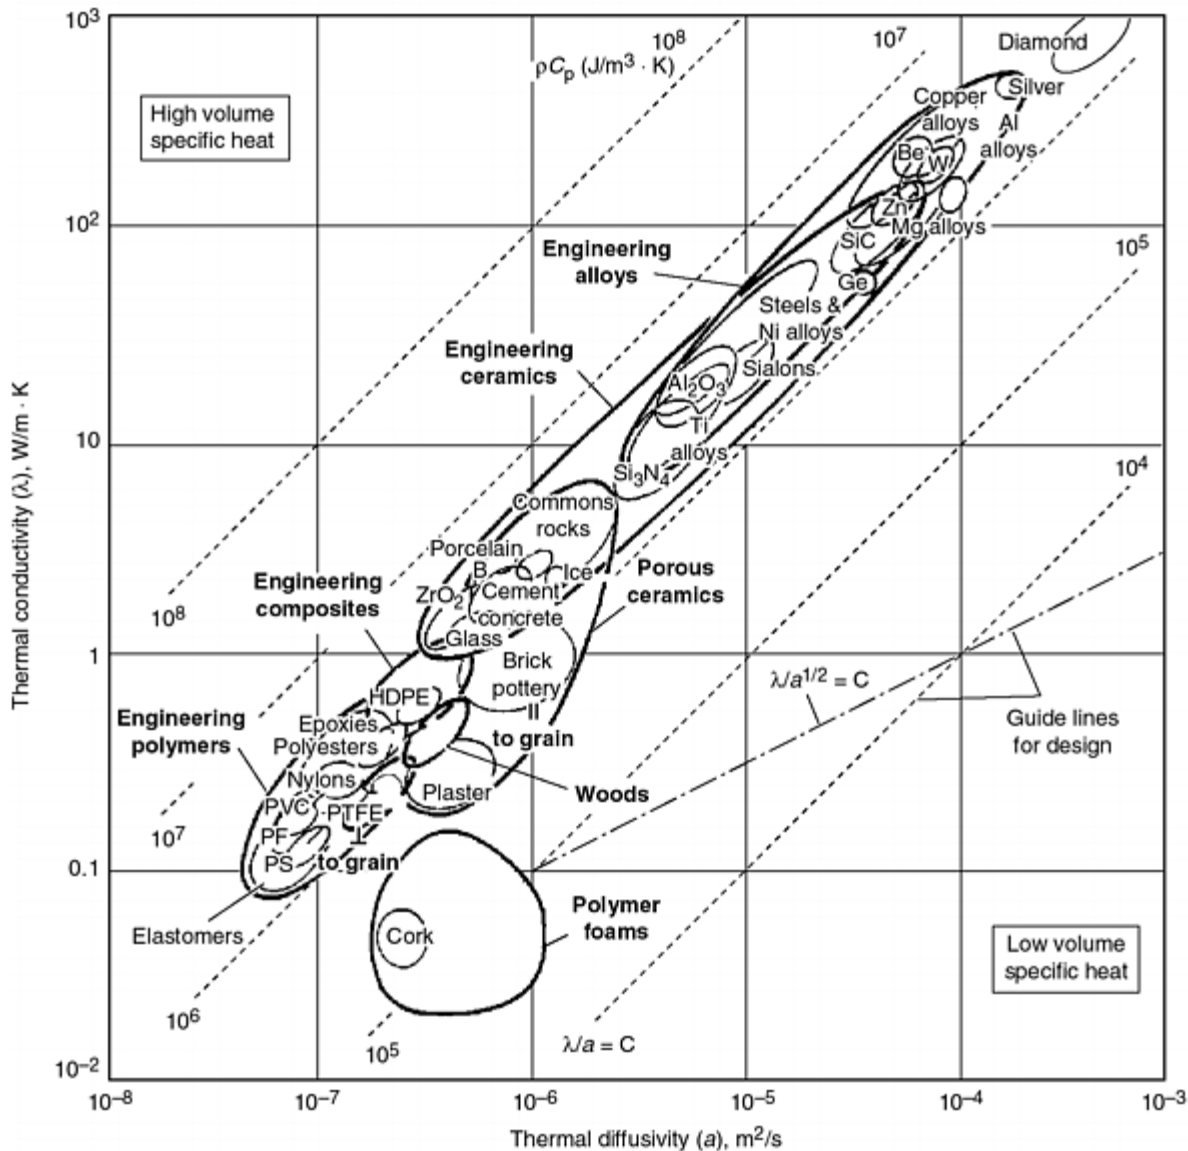 10³
10⁸
ρCp (J/m³ · K)
10⁷
Diamond
High volume
specific heat
Copper
alloys
Silver
Al
alloys
Be
W
Zn
Mg alloys
10²
SiC
10⁵
Engineering
alloys
Ge
Steels &
Ni alloys
Engineering
ceramics
Sialons
Al₂O₃
Ti
alloys
10
Si₃N₄
10⁴
Commons
rocks
Porcelain
B
Ice
Porous
ceramics
Engineering
composites
ZrO₂
Cement
concrete
10⁸
Glass
1
Brick
pottery
II
to grain
λ/a¹/² = C
HDPE
Guide lines
for design
Engineering
polymers
Epoxies
Polyesters
Nylons
Woods
Plaster
PVC
PTFE
10⁷
PF
PS
⊥
to grain
0.1
Polymer
foams
Elastomers
Cork
Low volume
specific heat
10⁶
10⁵
λ/a = C
10⁻²
10⁻⁸
10⁻⁷
10⁻⁶
10⁻⁵
10⁻⁴
10⁻³
Thermal diffusivity (a), m²/s
Thermal conductivity (λ), W/m · K